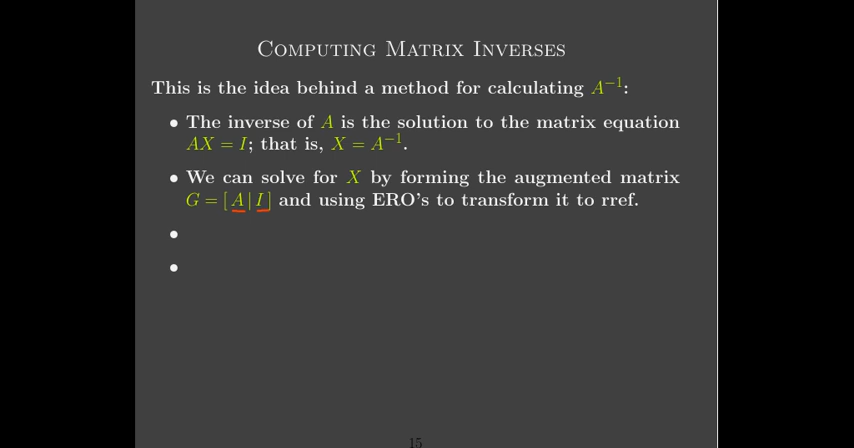 Computing Matrix Inverses
This is the idea behind a method for calculating A⁻¹:
• The inverse of A is the solution to the matrix equation
AX = I; that is, X = A⁻¹.
• We can solve for X by forming the augmented matrix
G = [ A | I ] and using ERO's to transform it to rref.
•
•
15